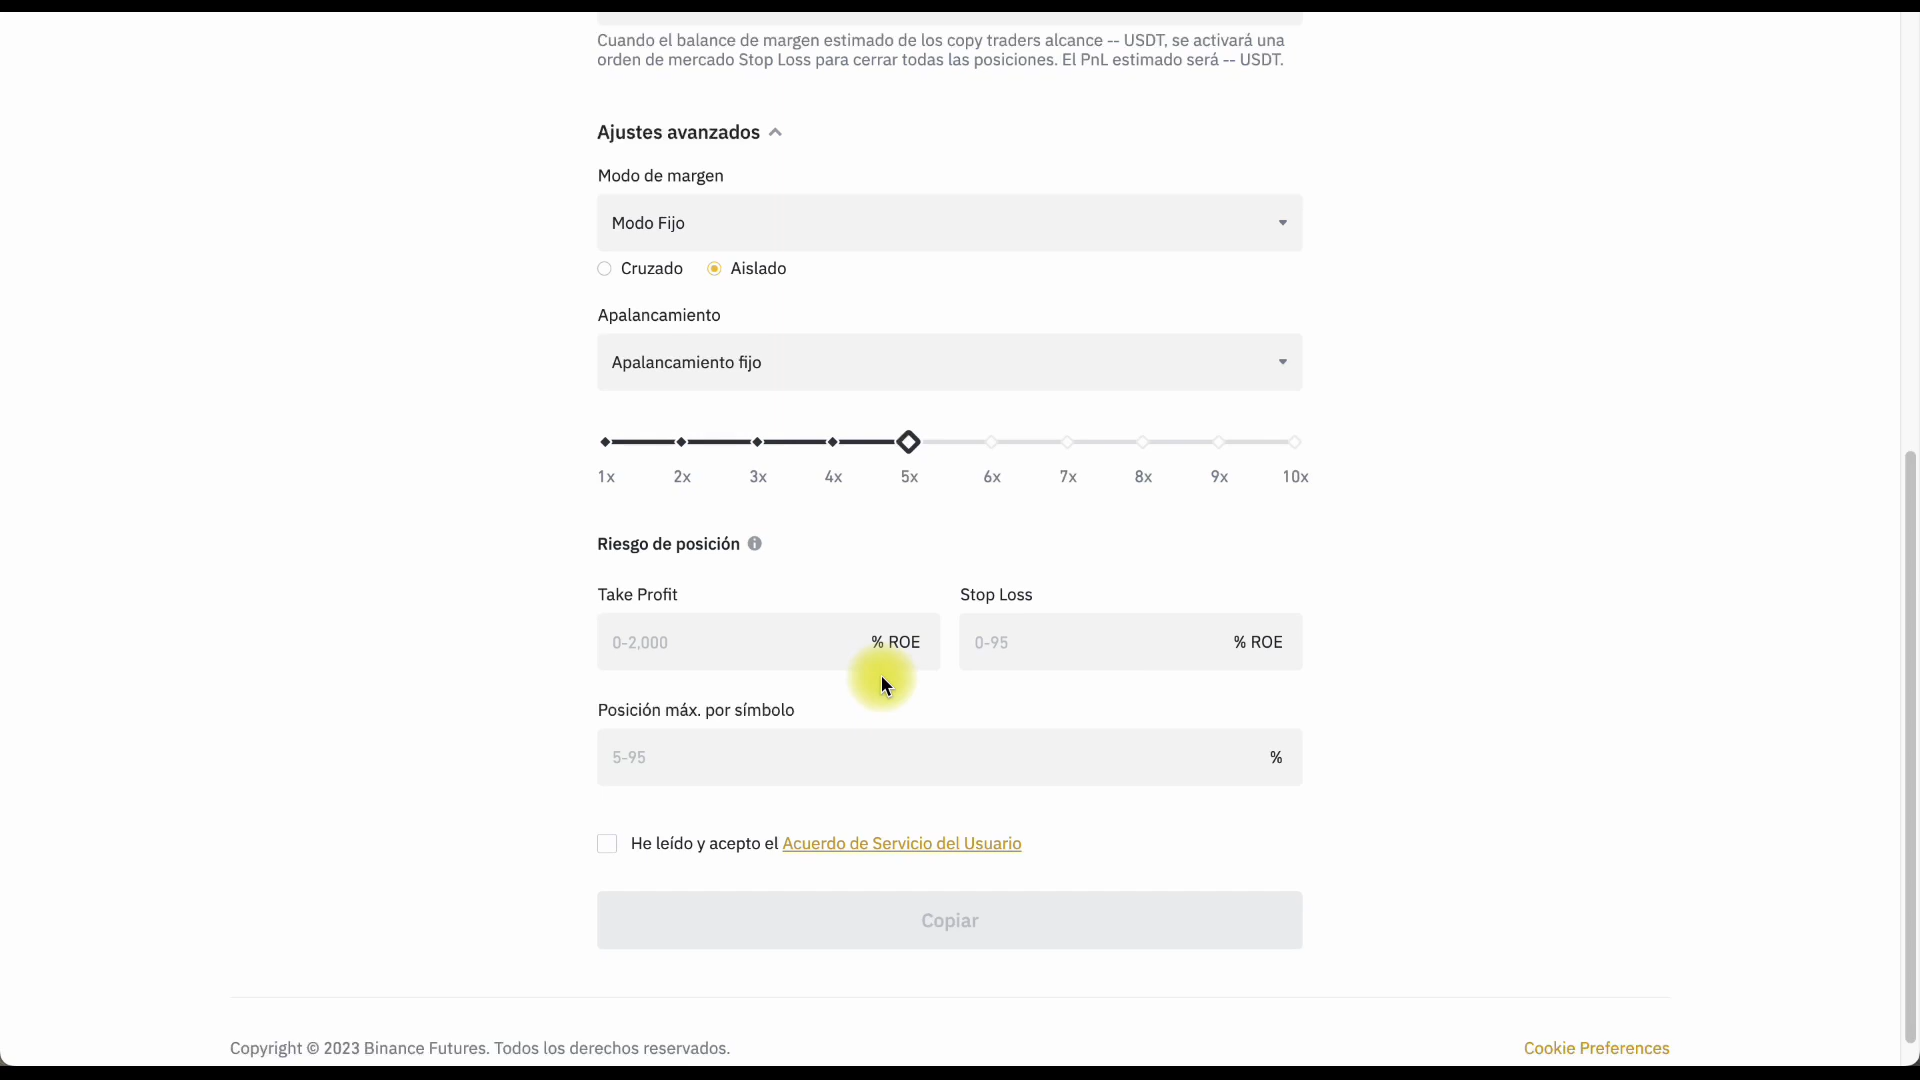 Cuando el balance de margen estimado de los copy traders alcance -- USDT, se activará una
orden de mercado Stop Loss para cerrar todas las posiciones. El PnL estimado será -- USDT.
Ajustes avanzados
Modo de margen
Modo Fijo
Cruzado Aislado
Apalancamiento
Apalancamiento fijo
1x 2x 3x 4x 5x 6x 7x 8x 9x 10x
Riesgo de posición
Take Profit Stop Loss
0-2,000 % ROE 0-95 % ROE
Posición máx. por símbolo
5-95 %
He leído y acepto el Acuerdo de Servicio del Usuario
Copiar
Copyright © 2023 Binance Futures. Todos los derechos reservados. Cookie Preferences